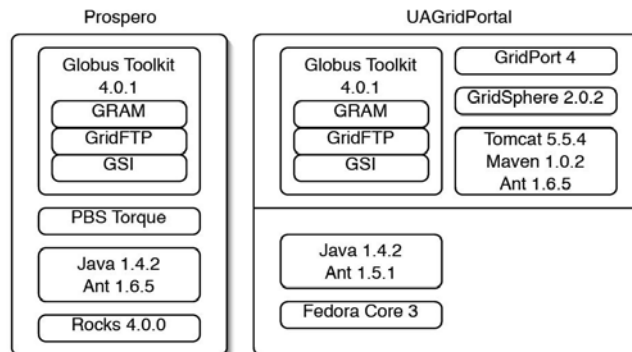 Prospero
Globus Toolkit
4.0.1
GRAM
GridFTP
GSI
PBS Torque
Java 1.4.2
Ant 1.6.5
Rocks 4.0.0
UAGridPortal
Globus Toolkit
4.0.1
GRAM
GridFTP
GSI
GridPort 4
GridSphere 2.0.2
Tomcat 5.5.4
Maven 1.0.2
Ant 1.6.5
Java 1.4.2
Ant 1.5.1
Fedora Core 3